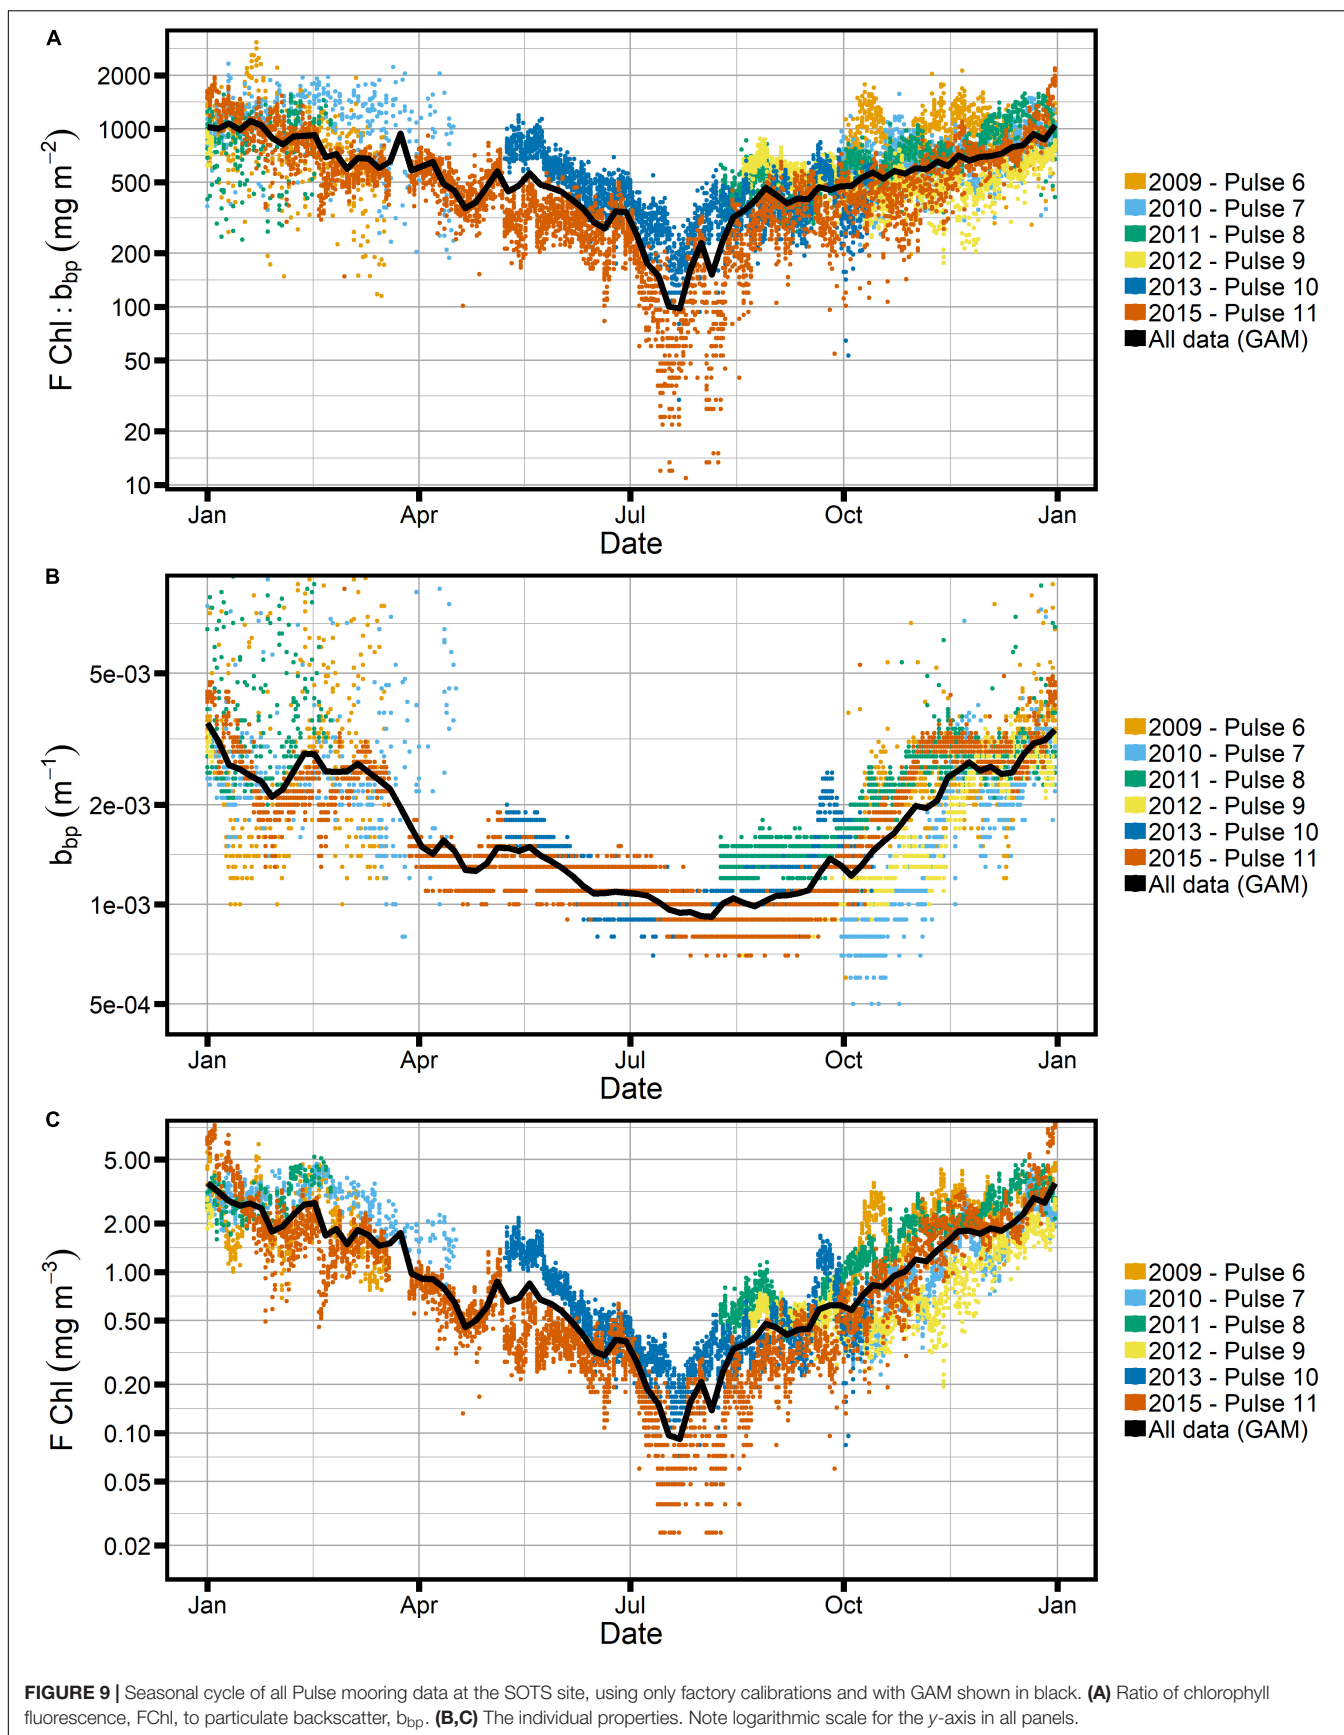 A
F Chl : bbp (mg m−2)
2000
1000
500
200
100
50
20
10
Jan Apr Jul Oct Jan
Date
2009 - Pulse 6
2010 - Pulse 7
2011 - Pulse 8
2012 - Pulse 9
2013 - Pulse 10
2015 - Pulse 11
All data (GAM)
B
bbp (m−1)
5e-03
2e-03
1e-03
5e-04
Jan Apr Jul Oct Jan
Date
2009 - Pulse 6
2010 - Pulse 7
2011 - Pulse 8
2012 - Pulse 9
2013 - Pulse 10
2015 - Pulse 11
All data (GAM)
C
F Chl (mg m−3)
5.00
2.00
1.00
0.50
0.20
0.10
0.05
0.02
Jan Apr Jul Oct Jan
Date
2009 - Pulse 6
2010 - Pulse 7
2011 - Pulse 8
2012 - Pulse 9
2013 - Pulse 10
2015 - Pulse 11
All data (GAM)
FIGURE 9 | Seasonal cycle of all Pulse mooring data at the SOTS site, using only factory calibrations and with GAM shown in black. (A) Ratio of chlorophyll
fluorescence, FChl, to particulate backscatter, bbp. (B,C) The individual properties. Note logarithmic scale for the y-axis in all panels.